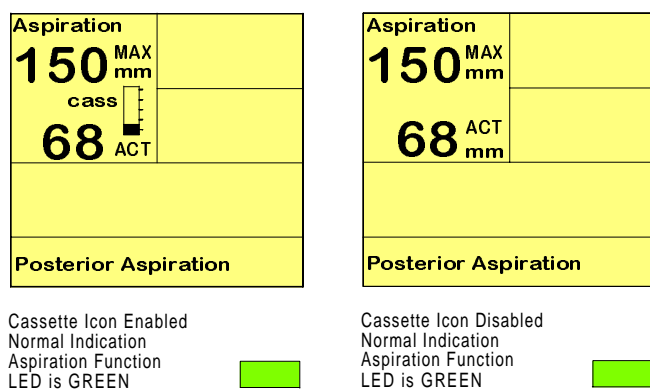 Aspiration
150 MAX mm
cass
68 ACT
Posterior Aspiration
Cassette Icon Enabled
Normal Indication
Aspiration Function
LED is GREEN
Aspiration
150 MAX mm
68 ACT mm
Posterior Aspiration
Cassette Icon Disabled
Normal Indication
Aspiration Function
LED is GREEN